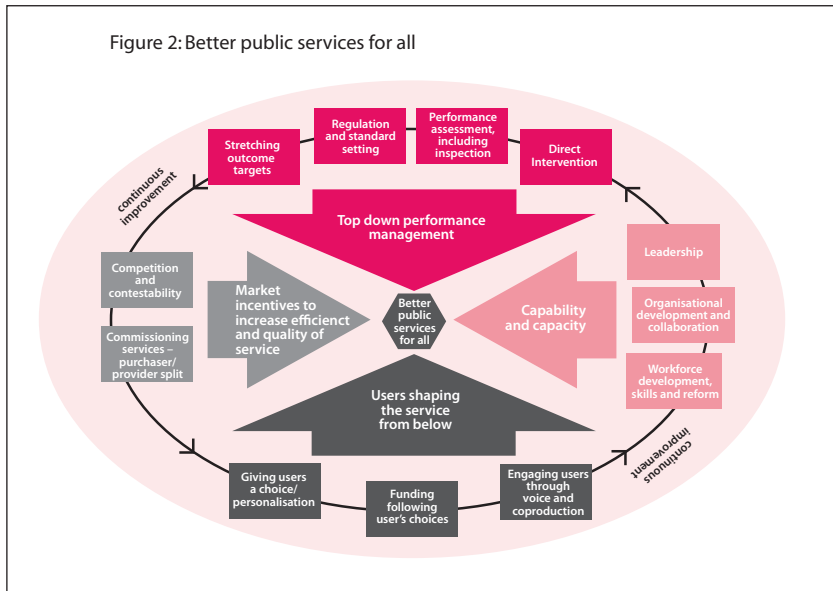 Figure 2: Better public services for all
Stretching
outcome
targets
Regulation
and standard
setting
Performance
assessment,
including
inspection
Direct
Intervention
continuous
improvement
Top down performance
management
Leadership
Competition
and
contestability
Market
incentives to
increase efficienct
and quality of
service
Better
public
services
for all
Capability
and capacity
Organisational
development and
collaboration
Commissioning
services –
purchaser/
provider split
Workforce
development,
skills and reform
Users shaping
the service
from below
continuous
improvement
Giving users
a choice/
personalisation
Funding
following
user's choices
Engaging users
through
voice and
coproduction